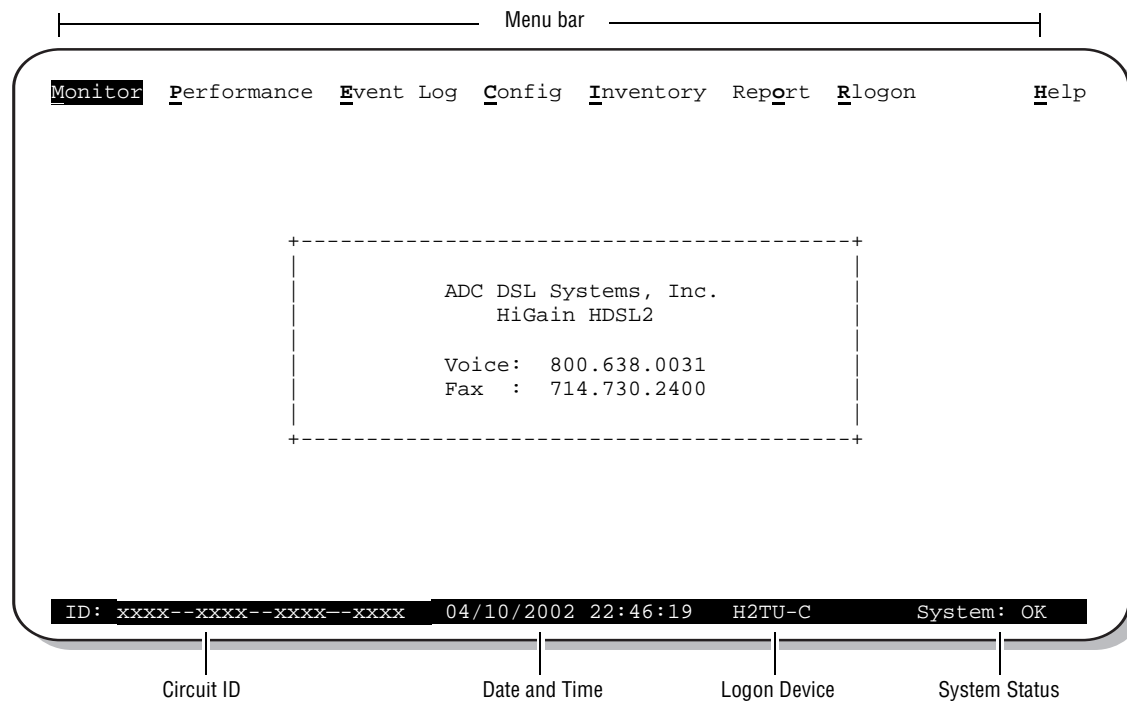 Menu bar
Monitor Performance Event Log Config Inventory Report Rlogon Help
ADC DSL Systems, Inc.
HiGain HDSL2
Voice: 800.638.0031
Fax : 714.730.2400
ID: xxxx--xxxx--xxxx—-xxxx 04/10/2002 22:46:19 H2TU-C System: OK
Circuit ID Date and Time Logon Device System Status